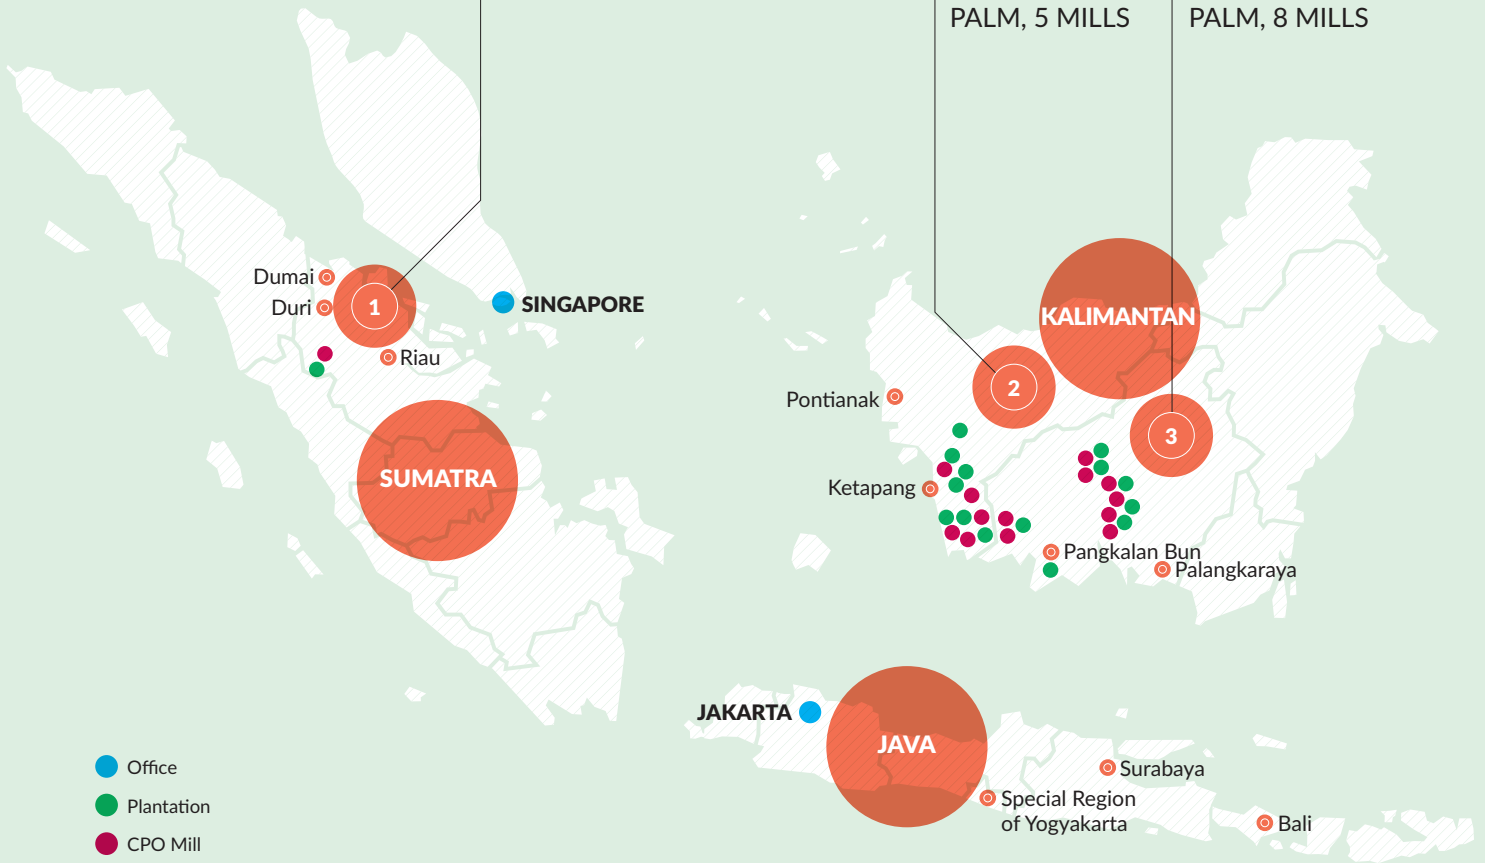 PALM, 5 MILLS
PALM, 8 MILLS
Dumai
Duri
1
SINGAPORE
Riau
KALIMANTAN
2
Pontianak
3
SUMATRA
Ketapang
Pangkalan Bun
Palangkaraya
JAKARTA
JAVA
Office
Surabaya
Plantation
Special Region
of Yogyakarta
Bali
CPO Mill